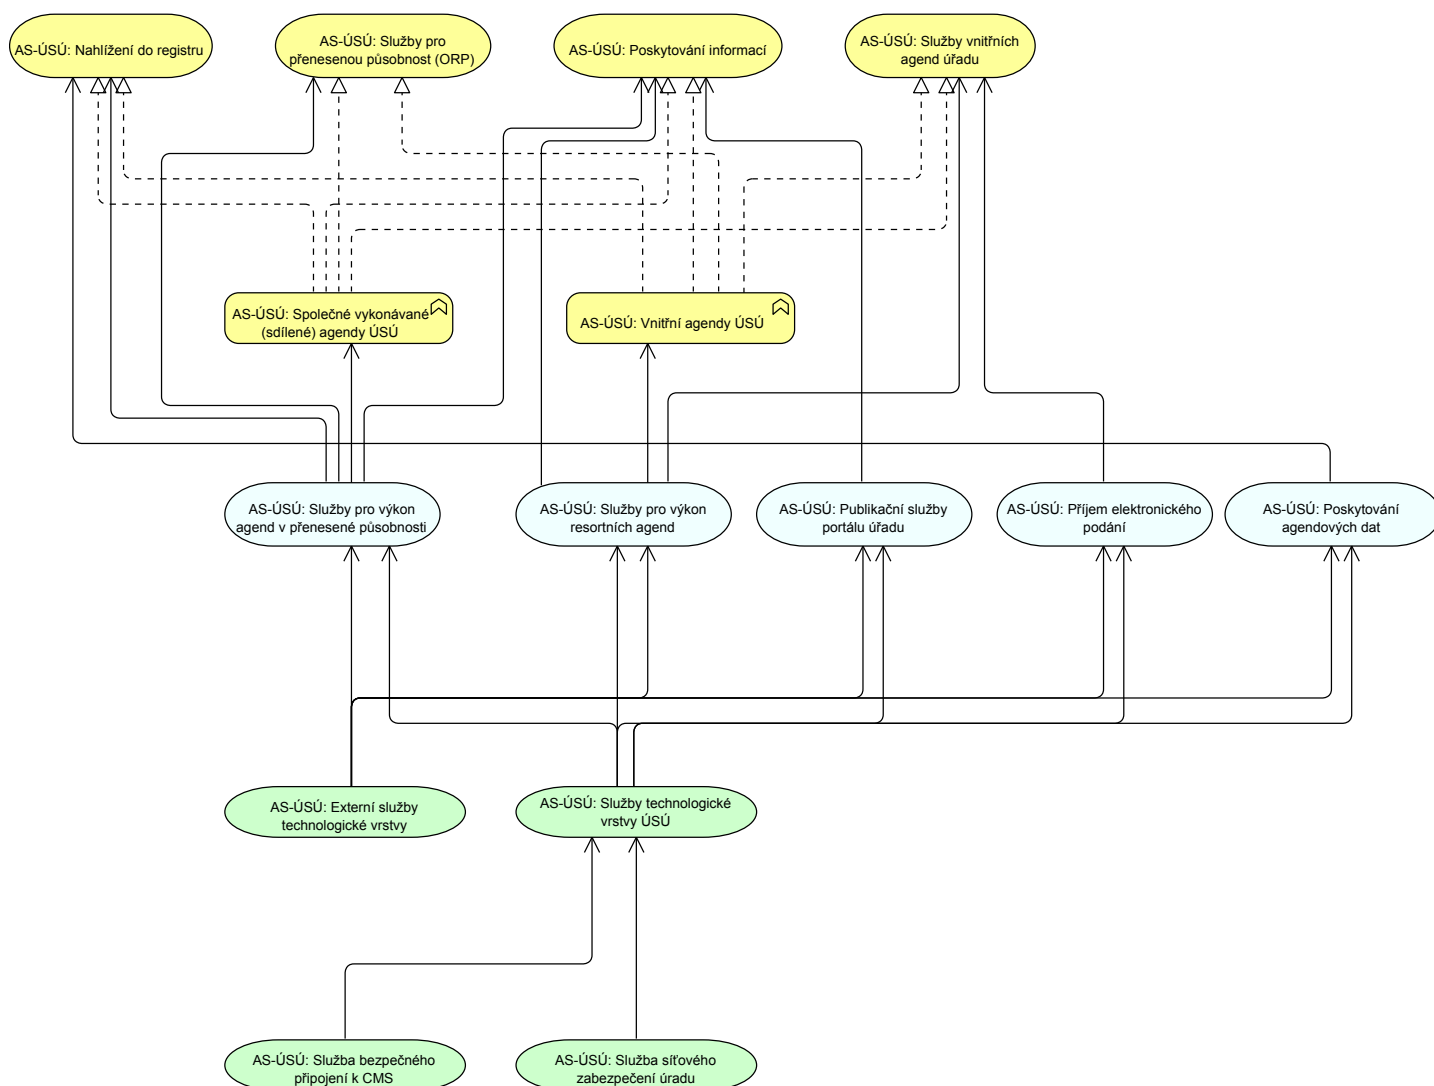 AS-ÚSÚ: Nahlížení do registru
AS-ÚSÚ: Služby pro
přenesenou působnost (ORP)
AS-ÚSÚ: Poskytování informací
AS-ÚSÚ: Služby vnitřních
agend úřadu
AS-ÚSÚ: Společné vykonávané
(sdílené) agendy ÚSÚ
AS-ÚSÚ: Vnitřní agendy ÚSÚ
AS-ÚSÚ: Služby pro výkon
agend v přenesené působnosti
AS-ÚSÚ: Služby pro výkon
resortních agend
AS-ÚSÚ: Publikační služby
portálu úřadu
AS-ÚSÚ: Příjem elektronického
podání
AS-ÚSÚ: Poskytování
agendových dat
AS-ÚSÚ: Externí služby
technologické vrstvy
AS-ÚSÚ: Služby technologické
vrstvy ÚSÚ
AS-ÚSÚ: Služba bezpečného
připojení k CMS
AS-ÚSÚ: Služba síťového
zabezpečení úradu